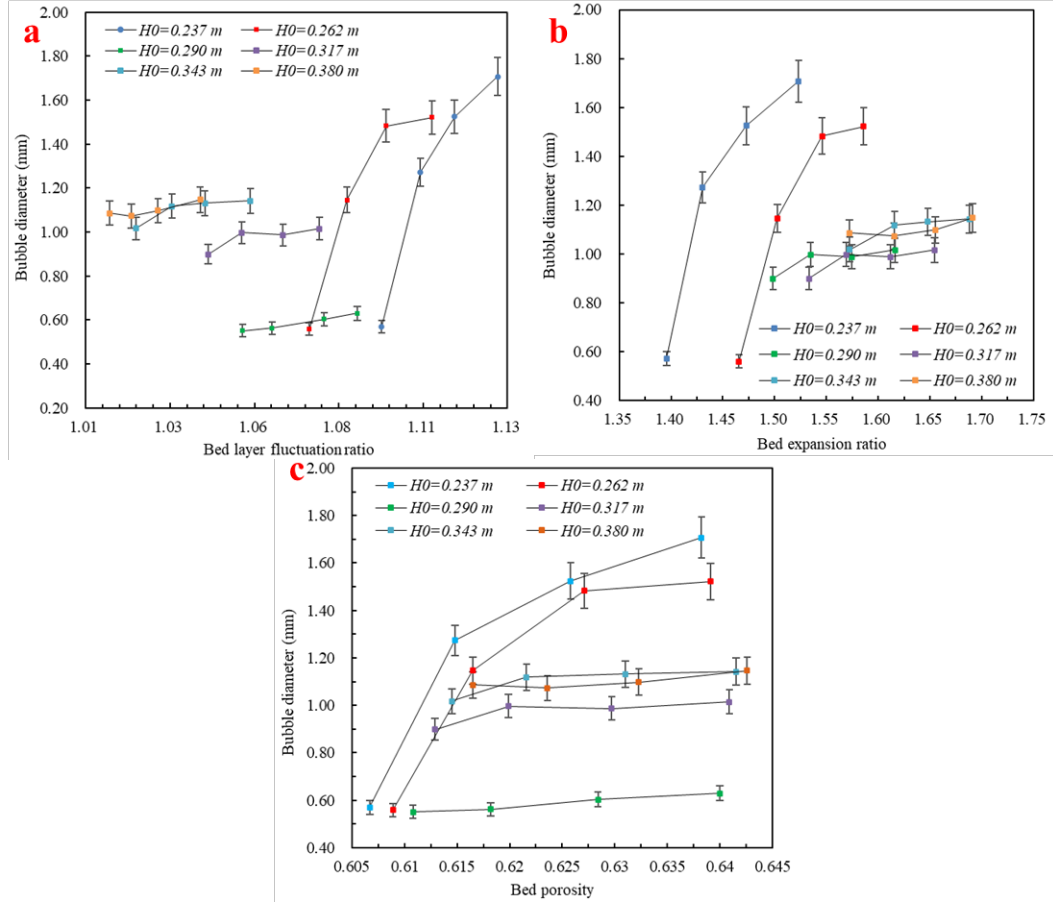 a
H0=0.237 m H0=0.262 m
H0=0.290 m H0=0.317 m
H0=0.343 m H0=0.380 m
Bubble diameter (mm)
2.00
1.80
1.60
1.40
1.20
1.00
0.80
0.60
0.40
0.20
1.01 1.03 1.06 1.08 1.11 1.13
Bed layer fluctuation ratio
b
Bubble diameter (mm)
2.00
1.80
1.60
1.40
1.20
1.00
0.80
0.60
0.40
H0=0.237 m H0=0.262 m
H0=0.290 m H0=0.317 m
H0=0.343 m H0=0.380 m
1.35 1.40 1.45 1.50 1.55 1.60 1.65 1.70 1.75
Bed expansion ratio
c
H0=0.237 m H0=0.262 m
H0=0.290 m H0=0.317 m
H0=0.343 m H0=0.380 m
Bubble diameter (mm)
2.00
1.80
1.60
1.40
1.20
1.00
0.80
0.60
0.40
0.605 0.61 0.615 0.62 0.625 0.63 0.635 0.64 0.645
Bed porosity